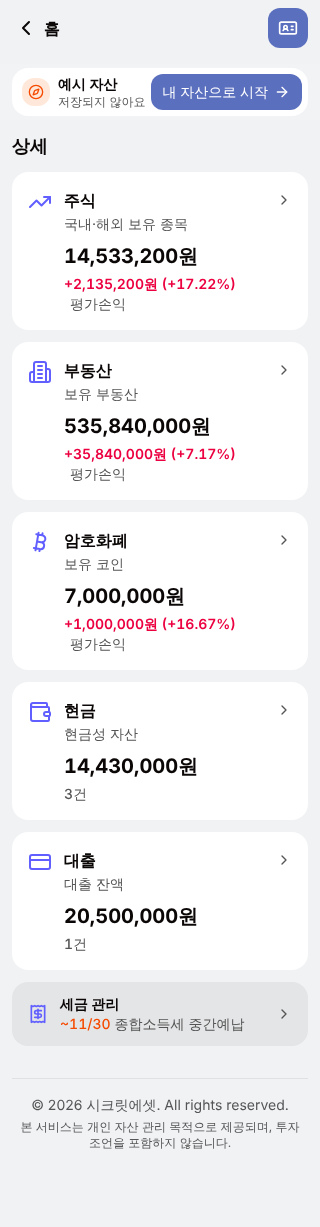 홈
예시 자산
저장되지 않아요
내 자산으로 시작
상세
주식
국내·해외 보유 종목
14,533,200원
+2,135,200원 (+17.22%)
평가손익
부동산
보유 부동산
535,840,000원
+35,840,000원 (+7.17%)
평가손익
암호화폐
보유 코인
7,000,000원
+1,000,000원 (+16.67%)
평가손익
현금
현금성 자산
14,430,000원
3건
대출
대출 잔액
20,500,000원
1건
세금 관리
~11/30 종합소득세 중간예납
© 2026 시크릿에셋. All rights reserved.
본 서비스는 개인 자산 관리 목적으로 제공되며, 투자
조언을 포함하지 않습니다.